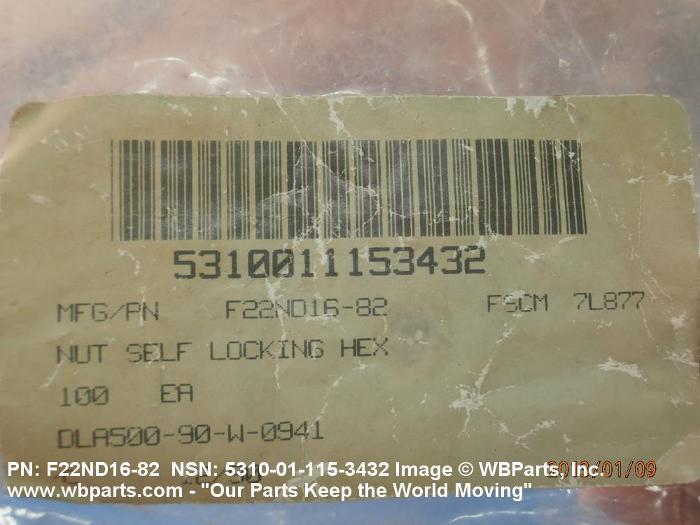 5310011153432
MFG/PN F22ND16-82 FSCM 7L877
NUT SELF LOCKING HEX
100 EA
DLA500-90-W-0941
PN: F22ND16-82 NSN: 5310-01-115-3432 Image © WBParts, Inc.
www.wbparts.com - "Our Parts Keep the World Moving"